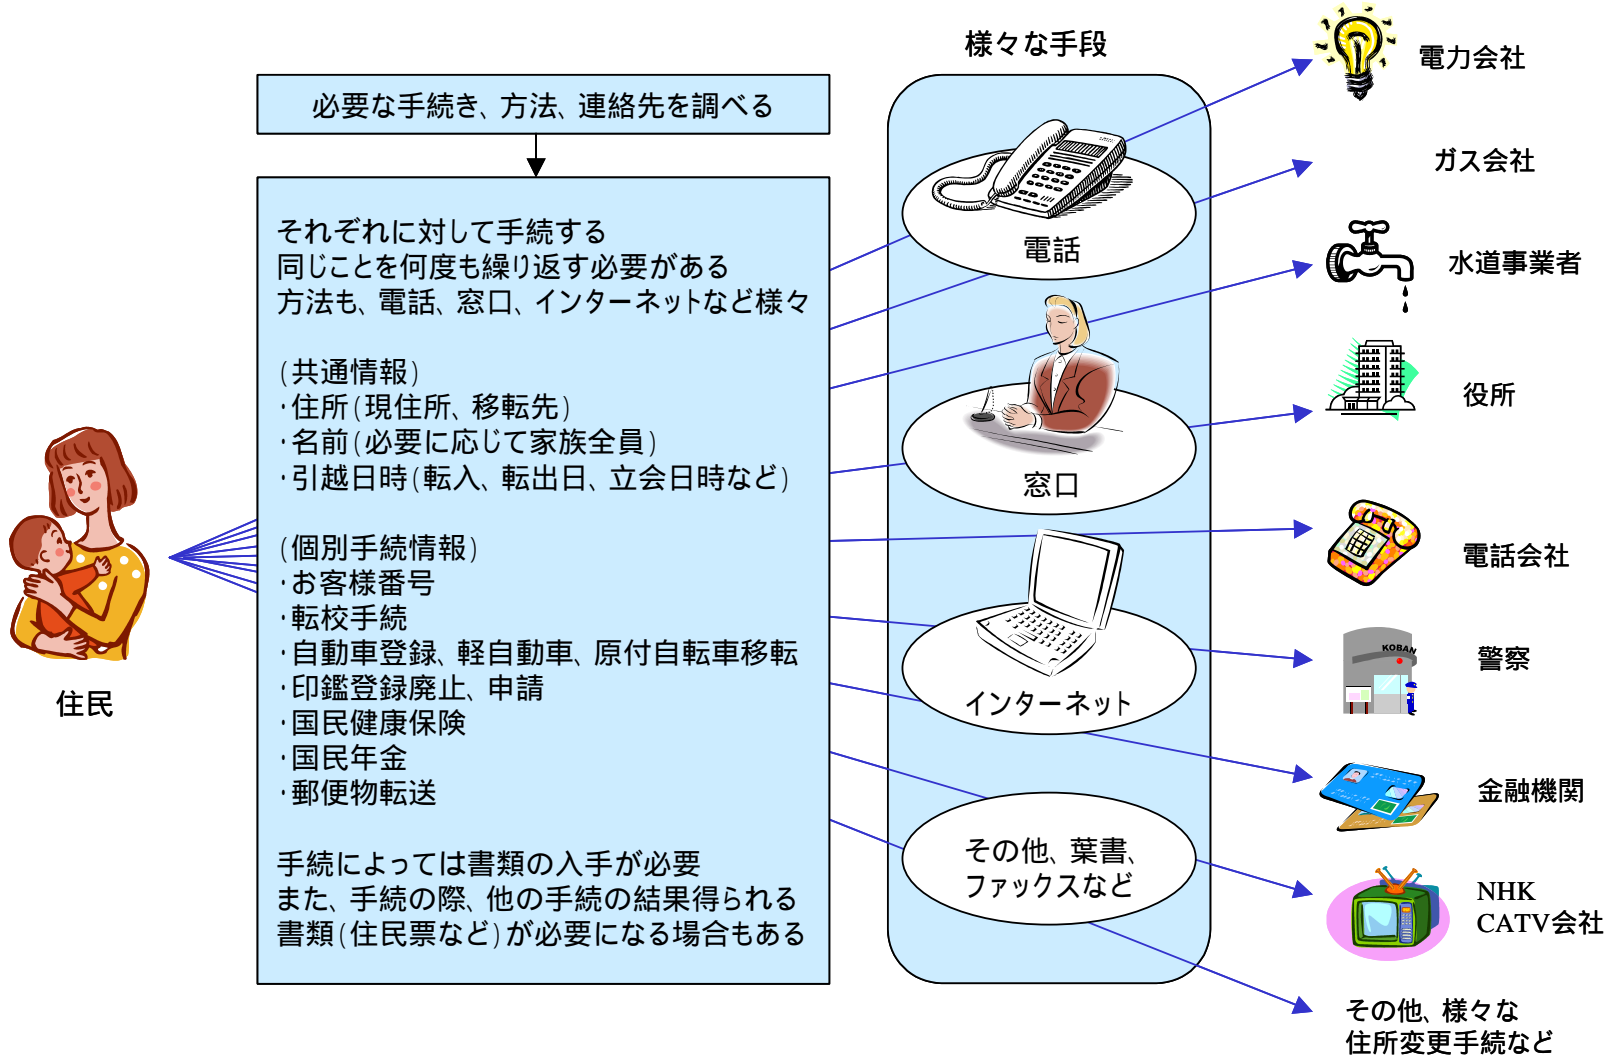 様々な手段
必要な手続き、方法、連絡先を調べる
それぞれに対して手続する
同じことを何度も繰り返す必要がある
方法も、電話、窓口、インターネットなど様々
(共通情報)
・住所(現住所、移転先)
・名前(必要に応じて家族全員)
・引越日時(転入、転出日、立会日時など)
(個別手続情報)
・お客様番号
・転校手続
・自動車登録、軽自動車、原付自転車移転
・印鑑登録廃止、申請
・国民健康保険
・国民年金
・郵便物転送
手続によっては書類の入手が必要
また、手続の際、他の手続の結果得られる
書類(住民票など)が必要になる場合もある
住民
電話
窓口
インターネット
その他、葉書、
ファックスなど
電力会社
ガス会社
水道事業者
役所
電話会社
KOBAN
警察
金融機関
NHK
CATV会社
その他、様々な
住所変更手続など